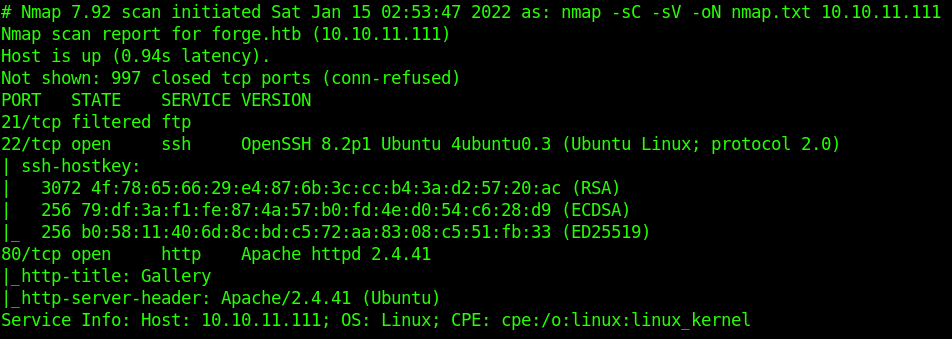 # Nmap 7.92 scan initiated Sat Jan 15 02:53:47 2022 as: nmap -sC -sV -oN nmap.txt 10.10.11.111
Nmap scan report for forge.htb (10.10.11.111)
Host is up (0.94s latency).
Not shown: 997 closed tcp ports (conn-refused)
PORT   STATE    SERVICE VERSION
21/tcp filtered ftp
22/tcp open     ssh     OpenSSH 8.2p1 Ubuntu 4ubuntu0.3 (Ubuntu Linux; protocol 2.0)
| ssh-hostkey:
|   3072 4f:78:65:66:29:e4:87:6b:3c:cc:b4:3a:d2:57:20:ac (RSA)
|   256 79:df:3a:f1:fe:87:4a:57:b0:fd:4e:d0:54:c6:28:d9 (ECDSA)
|_  256 b0:58:11:40:6d:8c:bd:c5:72:aa:83:08:c5:51:fb:33 (ED25519)
80/tcp open     http    Apache httpd 2.4.41
|_http-title: Gallery
|_http-server-header: Apache/2.4.41 (Ubuntu)
Service Info: Host: 10.10.11.111; OS: Linux; CPE: cpe:/o:linux:linux_kernel